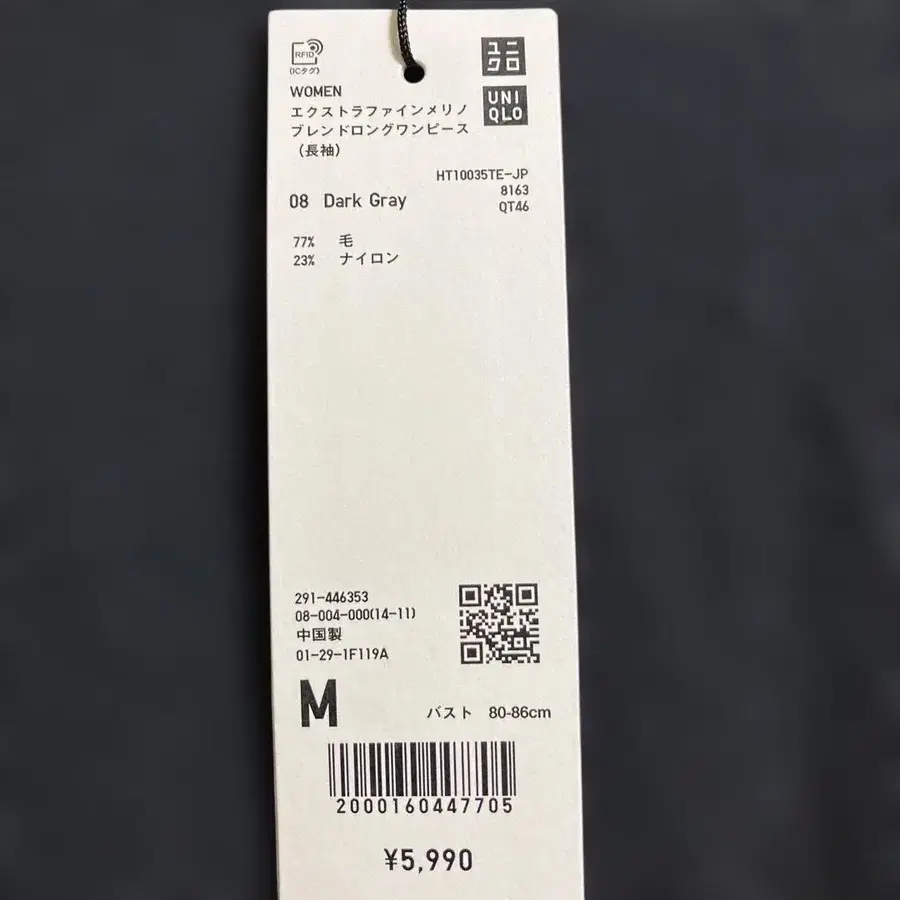 RFID
(ICタグ)
ユニ
クロ
UNI
QLO
WOMEN
エクストラファインメリノ
ブレンドロングワンピース
（長袖）
HT10035TE-JP
8163
QT46
08 Dark Gray
77% 毛
23% ナイロン
291-446353
08-004-000(14-11)
中国製
01-29-1F119A
M
バスト 80-86cm
2000160447705
¥5,990